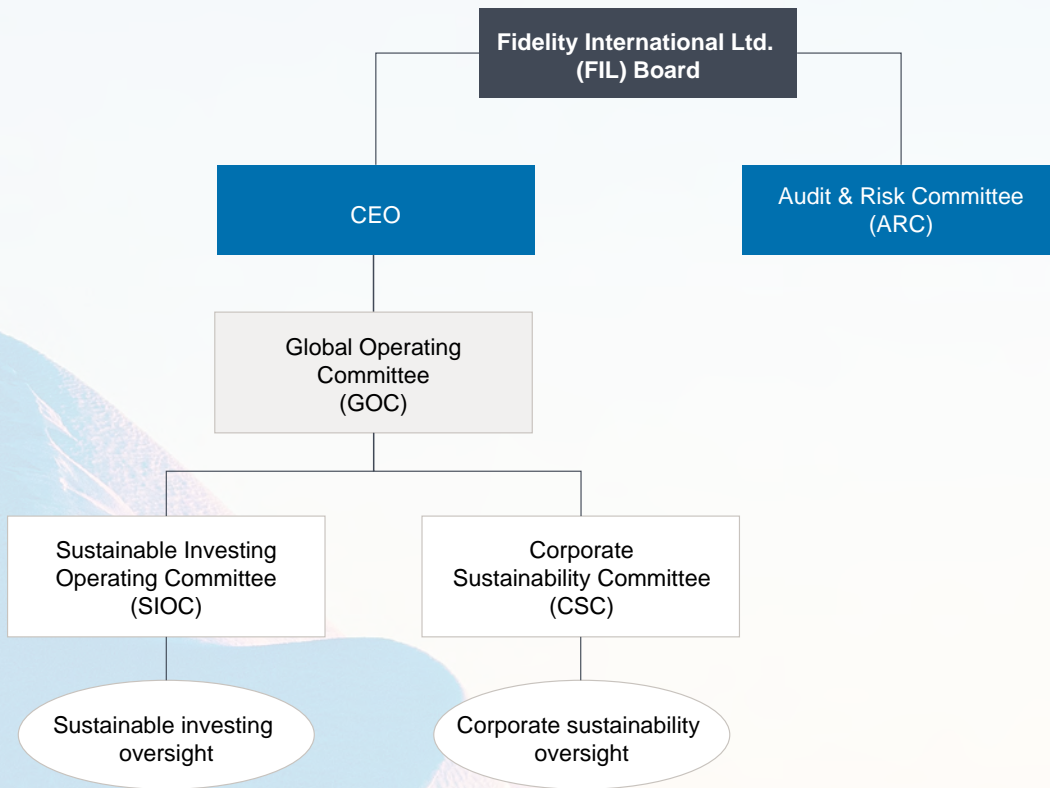 Fidelity International Ltd.
(FIL) Board
CEO
Audit & Risk Committee
(ARC)
Global Operating
Committee
(GOC)
Sustainable Investing
Operating Committee
(SIOC)
Corporate
Sustainability Committee
(CSC)
Sustainable investing
oversight
Corporate sustainability
oversight